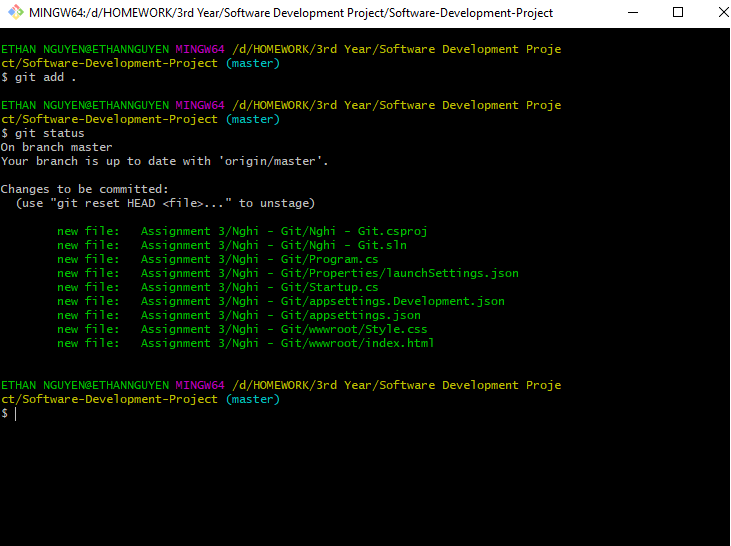 MINGW64:/d/HOMEWORK/3rd Year/Software Development Project/Software-Development-Project
ETHAN NGUYEN@ETHANNGUYEN MINGW64 /d/HOMEWORK/3rd Year/Software Development Proje
ct/Software-Development-Project (master)
$ git add .
ETHAN NGUYEN@ETHANNGUYEN MINGW64 /d/HOMEWORK/3rd Year/Software Development Proje
ct/Software-Development-Project (master)
$ git status
On branch master
Your branch is up to date with 'origin/master'.
Changes to be committed:
  (use "git reset HEAD <file>..." to unstage)
        new file:   Assignment 3/Nghi - Git/Nghi - Git.csproj
        new file:   Assignment 3/Nghi - Git/Nghi - Git.sln
        new file:   Assignment 3/Nghi - Git/Program.cs
        new file:   Assignment 3/Nghi - Git/Properties/launchSettings.json
        new file:   Assignment 3/Nghi - Git/Startup.cs
        new file:   Assignment 3/Nghi - Git/appsettings.Development.json
        new file:   Assignment 3/Nghi - Git/appsettings.json
        new file:   Assignment 3/Nghi - Git/wwwroot/Style.css
        new file:   Assignment 3/Nghi - Git/wwwroot/index.html
ETHAN NGUYEN@ETHANNGUYEN MINGW64 /d/HOMEWORK/3rd Year/Software Development Proje
ct/Software-Development-Project (master)
$